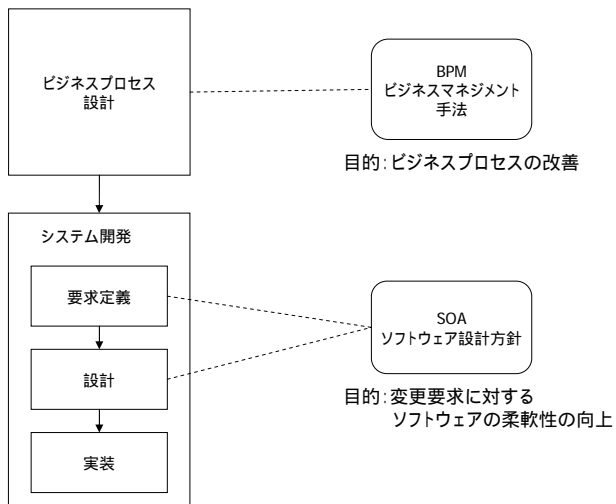 ビジネスプロセス
設計
BPM
ビジネスマネジメント
手法
目的：ビジネスプロセスの改善
システム開発
要求定義
設計
実装
SOA
ソフトウェア設計方針
目的：変更要求に対する
ソフトウェアの柔軟性の向上